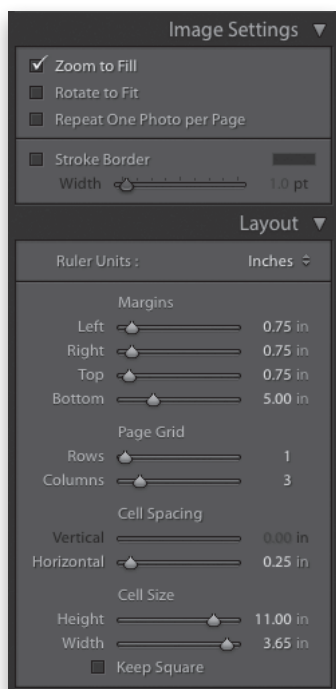 Image Settings ▼
Zoom to Fill
Rotate to Fit
Repeat One Photo per Page
Stroke Border
Width 1.0 pt
Layout ▼
Ruler Units : Inches
Margins
Left 0.75 in
Right 0.75 in
Top 0.75 in
Bottom 5.00 in
Page Grid
Rows 1
Columns 3
Cell Spacing
Vertical 0.00 in
Horizontal 0.25 in
Cell Size
Height 11.00 in
Width 3.65 in
Keep Square